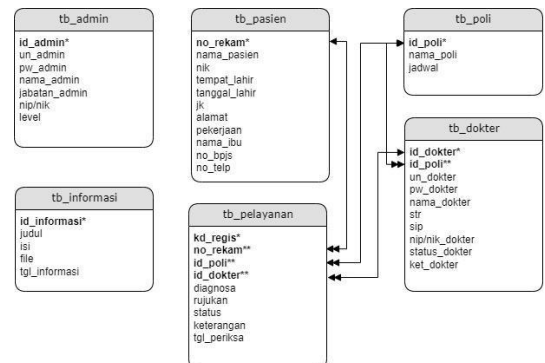 tb_admin
id_admin*
un_admin
pw_admin
nama_admin
jabatan_admin
nip/nik
level
tb_pasien
no_rekam*
nama_pasien
nik
tempat_lahir
tanggal_lahir
jk
alamat
pekerjaan
nama_ibu
no_bpjs
no_telp
tb_poli
id_poli*
nama_poli
jadwal
tb_dokter
id_dokter*
id_poli**
un_dokter
pw_dokter
nama_dokter
str
sip
nip/nik_dokter
status_dokter
ket_dokter
tb_informasi
id_informasi*
judul
isi
file
tgl_informasi
tb_pelayanan
kd_regis*
no_rekam**
id_poli**
id_dokter**
diagnosa
rujukan
status
keterangan
tgl_periksa